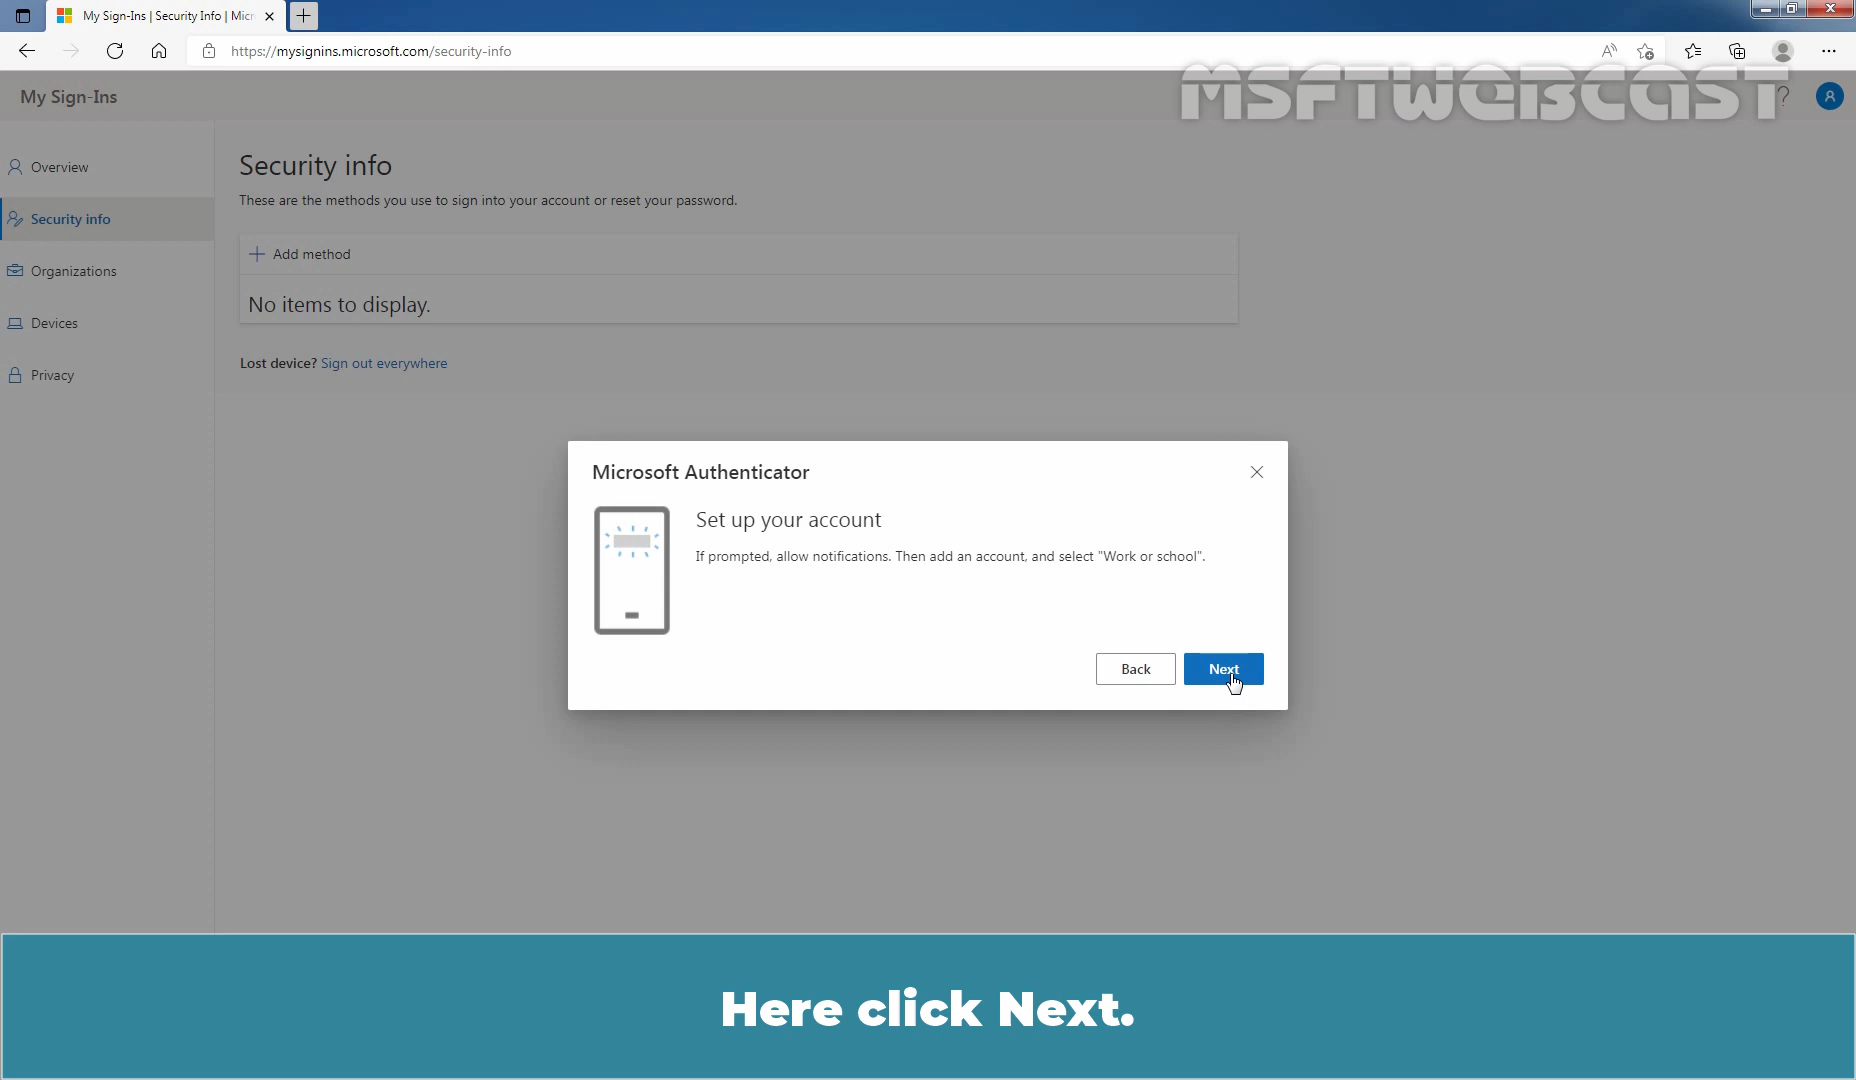 My Sign-Ins | Security Info | Micr
https://mysignins.microsoft.com/security-info
My Sign-Ins
MSFTWEBCAST
?
Overview
Security info
Organizations
Devices
Privacy
Security info
These are the methods you use to sign into your account or reset your password.
Add method
No items to display.
Lost device? Sign out everywhere
Microsoft Authenticator
Set up your account
If prompted, allow notifications. Then add an account, and select "Work or school".
Back
Next
Here click Next.